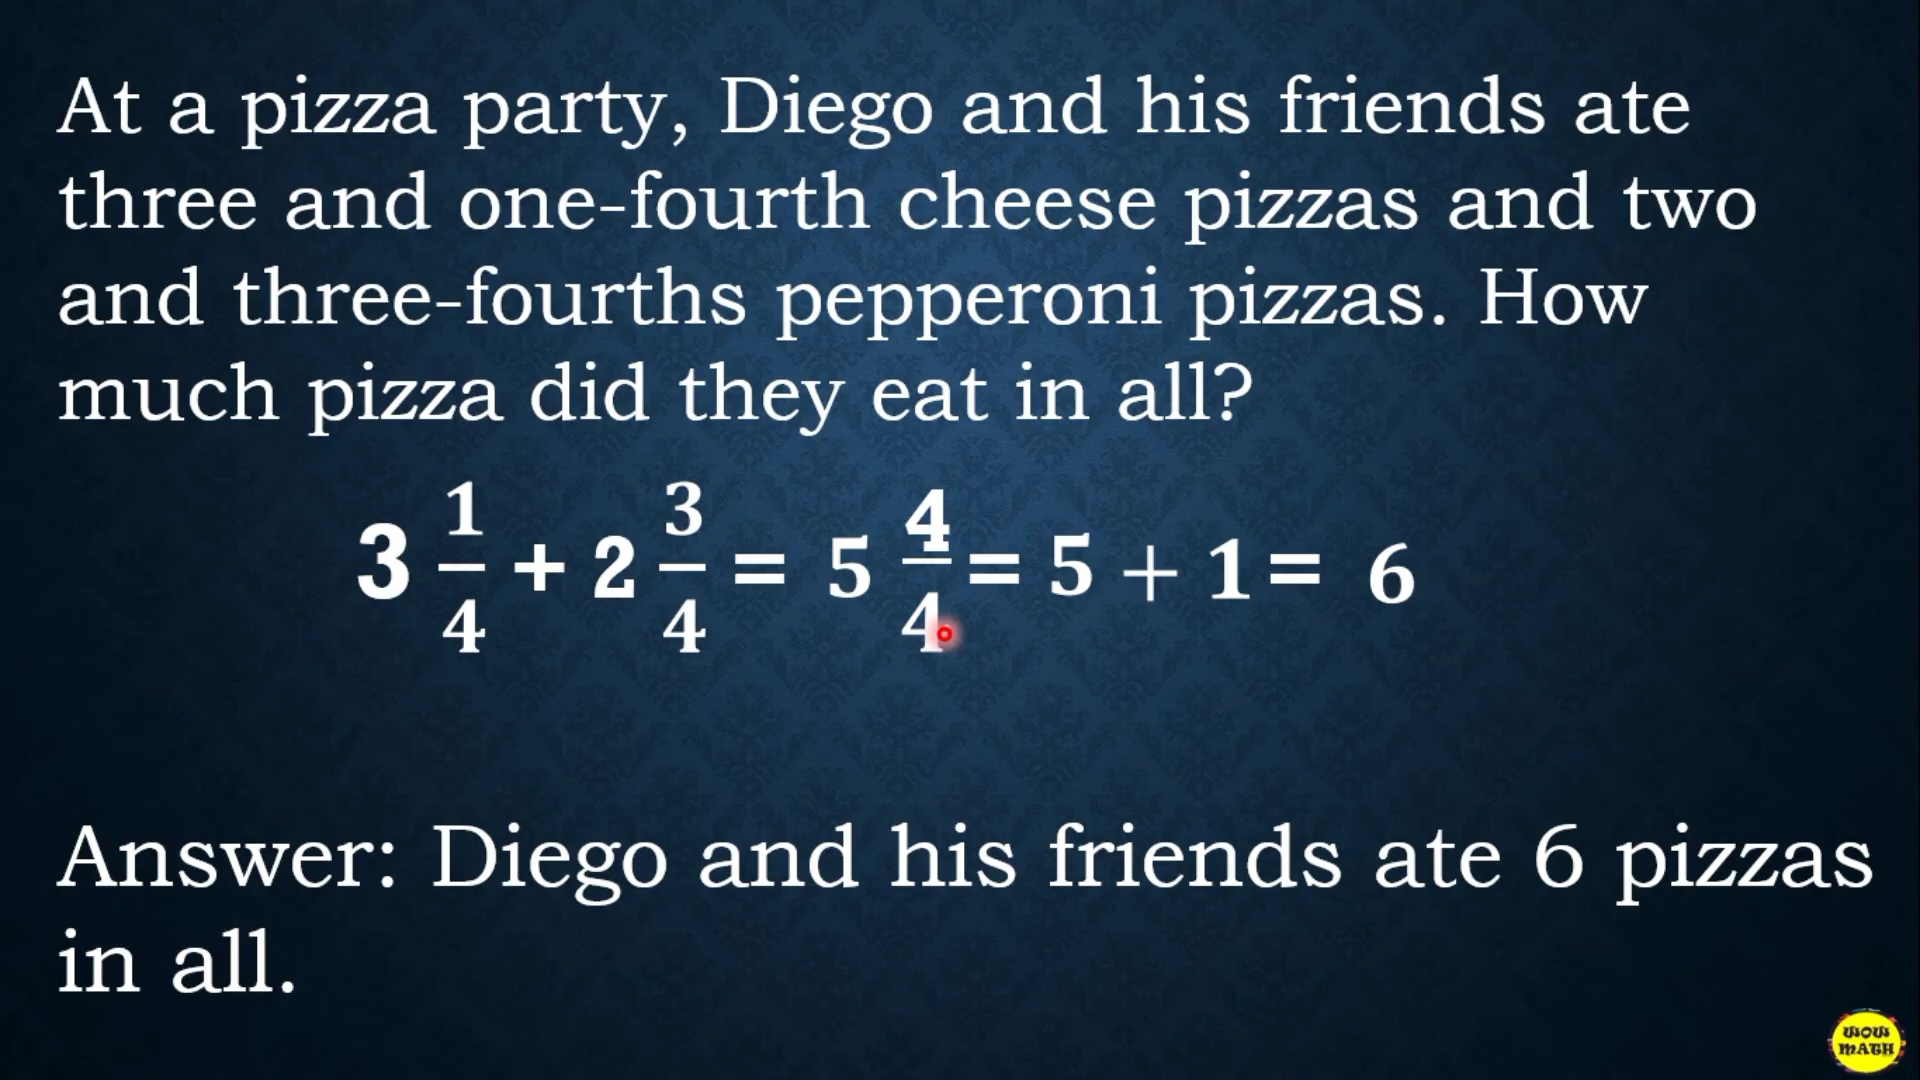 At a pizza party, Diego and his friends ate
three and one-fourth cheese pizzas and two
and three-fourths pepperoni pizzas. How
much pizza did they eat in all?
3 1/4 + 2 3/4 = 5 4/4 = 5 + 1 = 6
Answer: Diego and his friends ate 6 pizzas
in all.
WOW
MATH